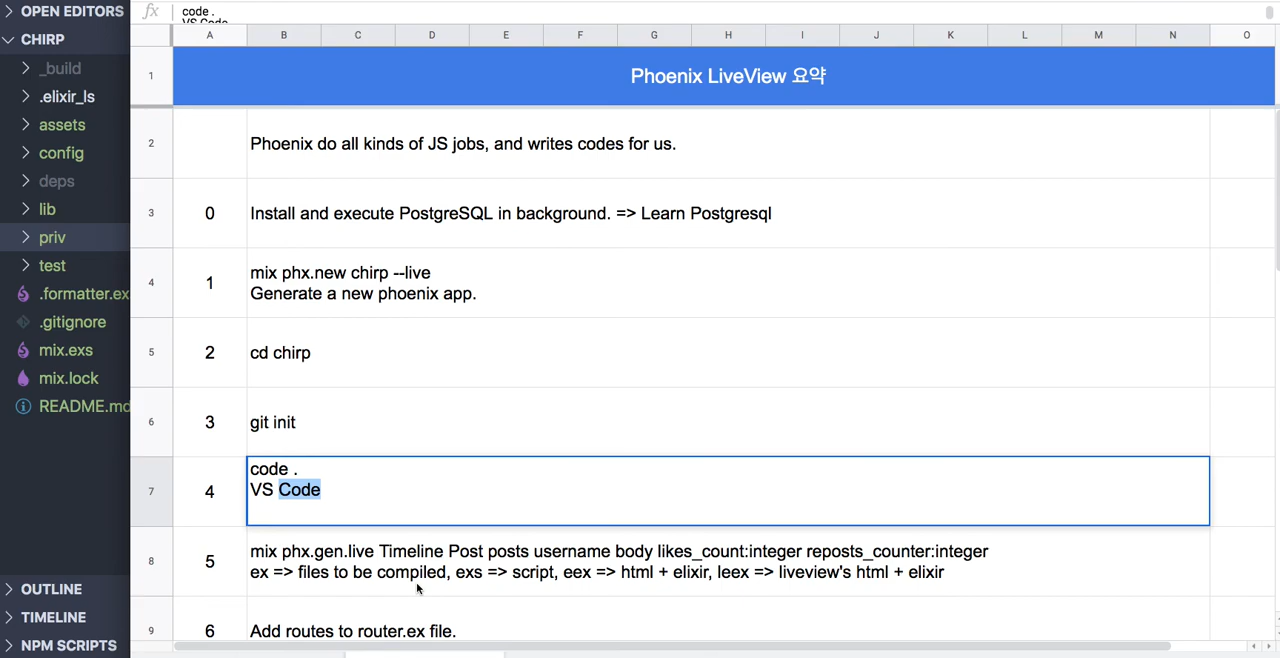 OPEN EDITORS
CHIRP
_build
.elixir_ls
assets
config
deps
lib
priv
test
.formatter.ex
.gitignore
mix.exs
mix.lock
README.md
OUTLINE
TIMELINE
NPM SCRIPTS
fx
code .
VS Code
A B C D E F G H I J K L M N O
1 Phoenix LiveView 요약
2 Phoenix do all kinds of JS jobs, and writes codes for us.
3 0 Install and execute PostgreSQL in background. => Learn Postgresql
4 1 mix phx.new chirp --live
Generate a new phoenix app.
5 2 cd chirp
6 3 git init
7 4 code .
VS Code
8 5 mix phx.gen.live Timeline Post posts username body likes_count:integer reposts_counter:integer
ex => files to be compiled, exs => script, eex => html + elixir, leex => liveview's html + elixir
9 6 Add routes to router.ex file.